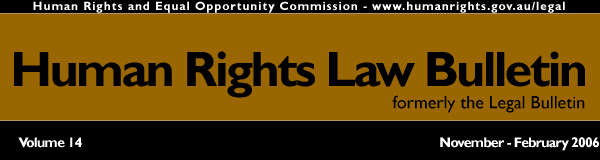 Human Rights and Equal Opportunity Commission - www.humanrights.gov.au/legal
Human Rights Law Bulletin
formerly the Legal Bulletin
Volume 14 November - February 2006